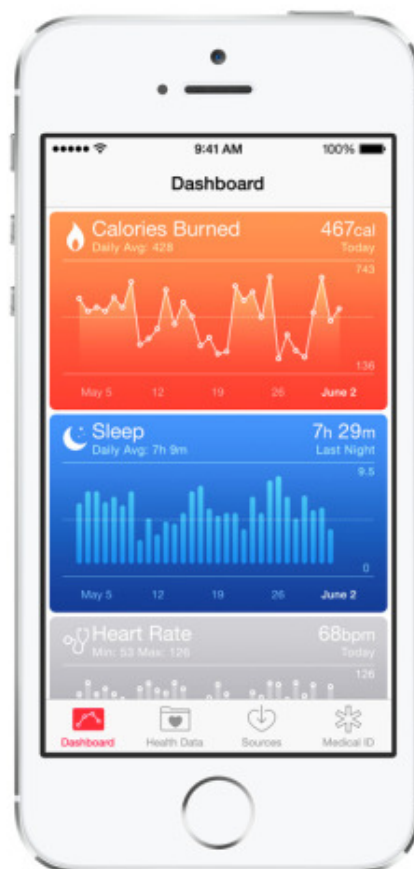 9:41 AM 100%
Dashboard
Calories Burned 467cal
Daily Avg: 428 Today
743
136
May 5 12 19 26 June 2
Sleep 7h 29m
Daily Avg: 7h 9m Last Night
9.5
0
May 5 12 19 26 June 2
Heart Rate 68bpm
Min: 53 Max: 126 Today
126
Dashboard Health Data Sources Medical ID